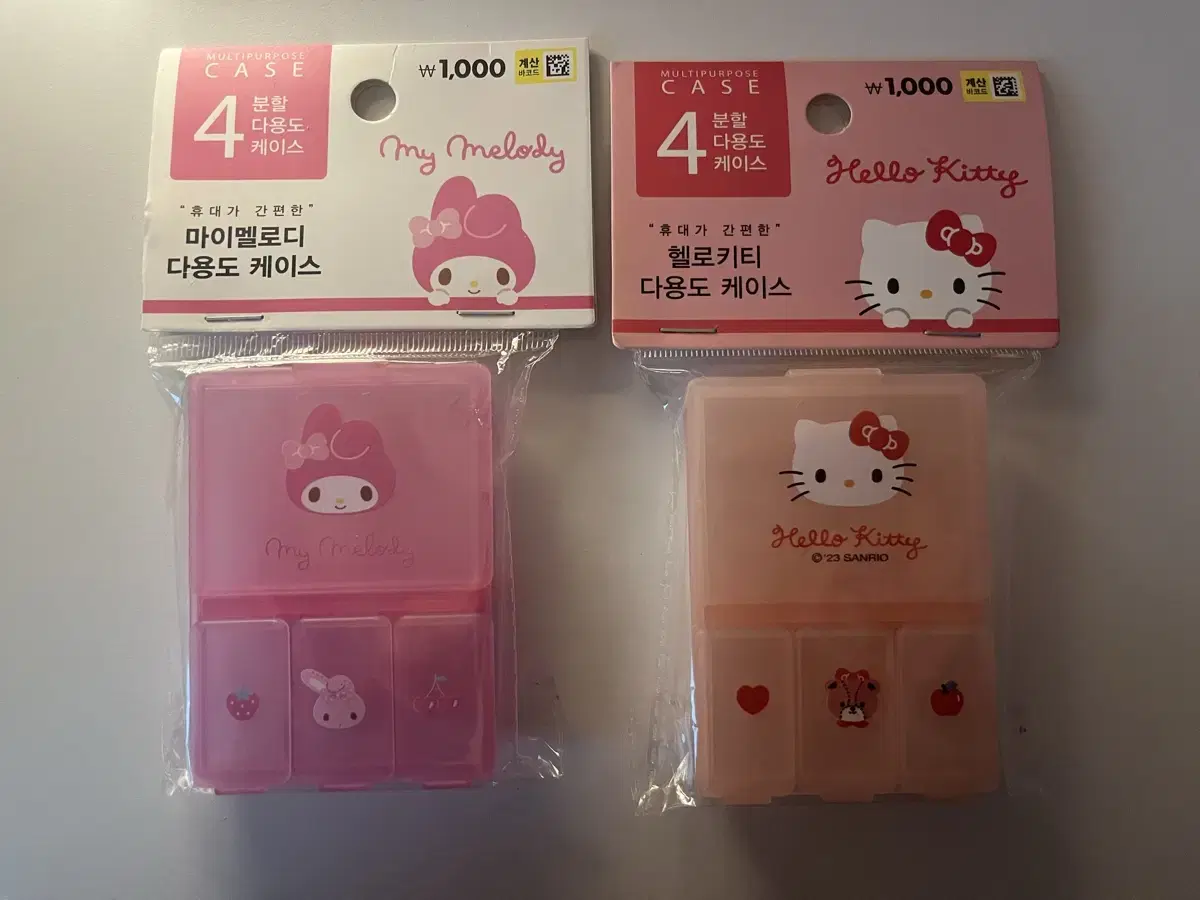 MULTIPURPOSE
CASE
4 분할
다용도
케이스
₩1,000
계산
바코드
My Melody
"휴대가 간편한"
마이멜로디
다용도 케이스
My Melody
MULTIPURPOSE
CASE
4 분할
다용도
케이스
₩1,000
계산
바코드
Hello Kitty
"휴대가 간편한"
헬로키티
다용도 케이스
Hello Kitty
©'23 SANRIO